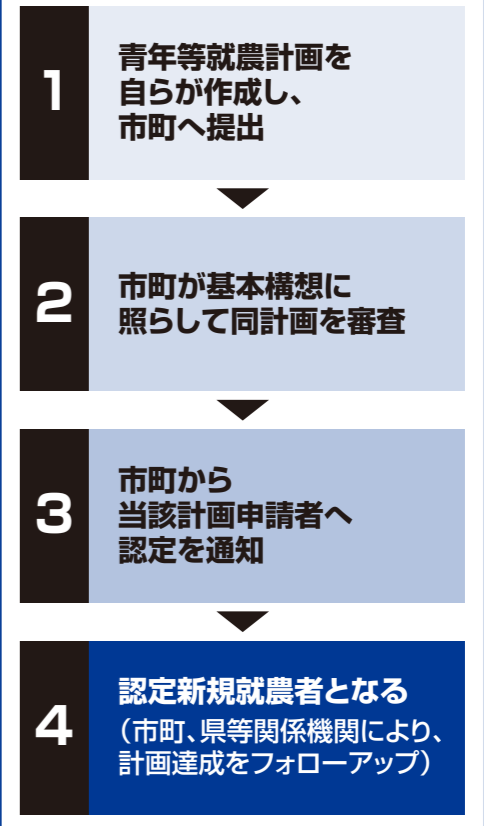 1
青年等就農計画を
自らが作成し、
市町へ提出
2
市町が基本構想に
照らして同計画を審査
3
市町から
当該計画申請者へ
認定を通知
4
認定新規就農者となる
（市町、県等関係機関により、
計画達成をフォローアップ）